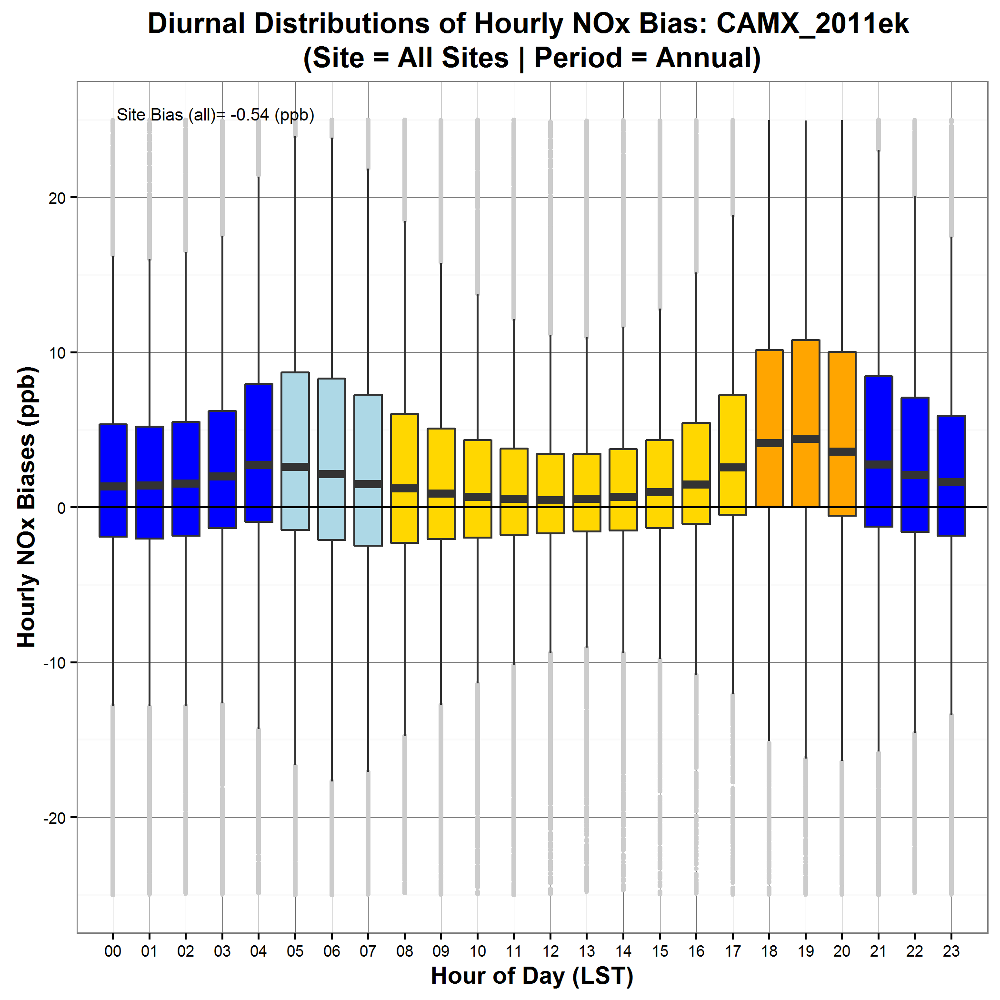 Diurnal Distributions of Hourly NOx Bias: CAMX_2011ek
(Site = All Sites | Period = Annual)
Site Bias (all)= -0.54 (ppb)
Hourly NOx Biases (ppb)
20
10
0
-10
-20
00 01 02 03 04 05 06 07 08 09 10 11 12 13 14 15 16 17 18 19 20 21 22 23
Hour of Day (LST)